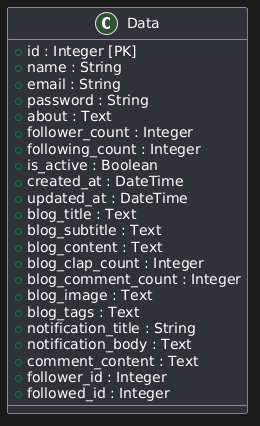 C Data
id : Integer [PK]
name : String
email : String
password : String
about : Text
follower_count : Integer
following_count : Integer
is_active : Boolean
created_at : DateTime
updated_at : DateTime
blog_title : Text
blog_subtitle : Text
blog_content : Text
blog_clap_count : Integer
blog_comment_count : Integer
blog_image : Text
blog_tags : Text
notification_title : String
notification_body : Text
comment_content : Text
follower_id : Integer
followed_id : Integer